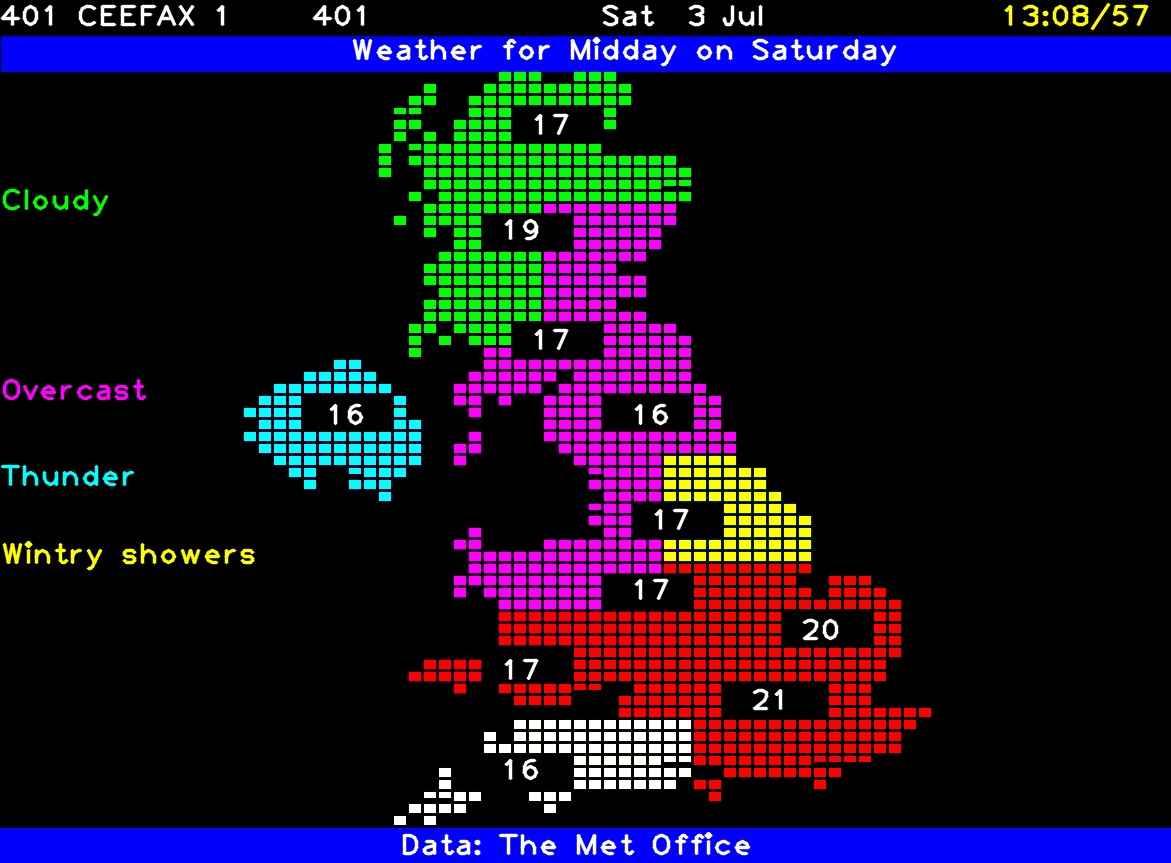 401 CEEFAX 1 401 Sat 3 Jul 13:08/57
Weather for Midday on Saturday
17
Cloudy
19
17
Overcast
16 16
Thunder
17
Wintry showers
17
20
17
21
16
Data: The Met Office